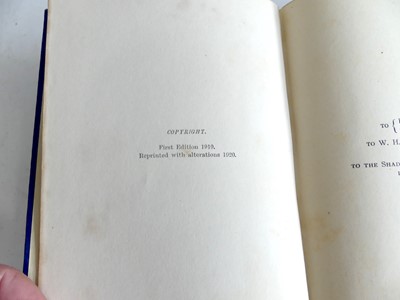 COPYRIGHT.
First Edition 1919.
Reprinted with alterations 1920.
TO {
TO W. H.
TO THE SHAD